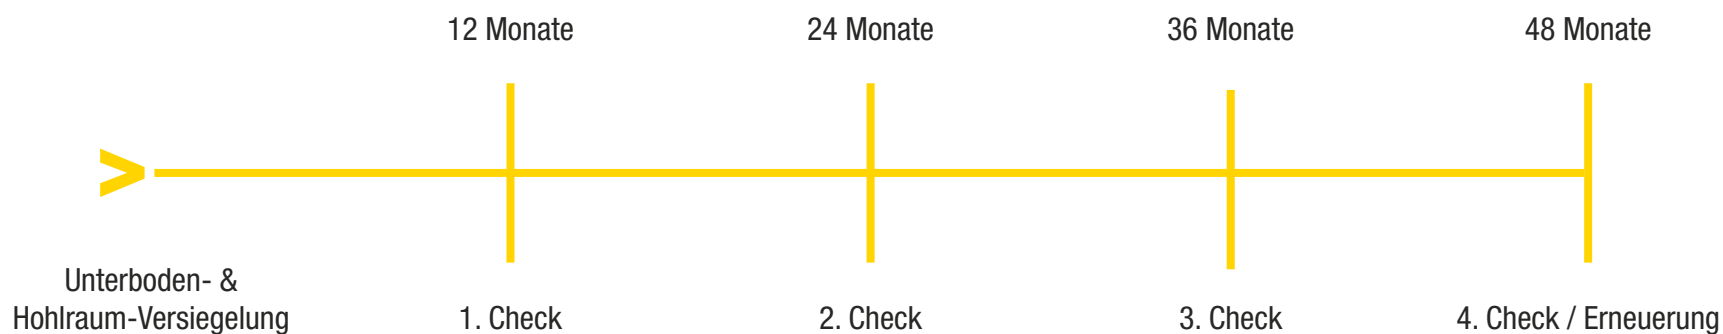 12 Monate
24 Monate
36 Monate
48 Monate
Unterboden- &
Hohlraum-Versiegelung
1. Check
2. Check
3. Check
4. Check / Erneuerung